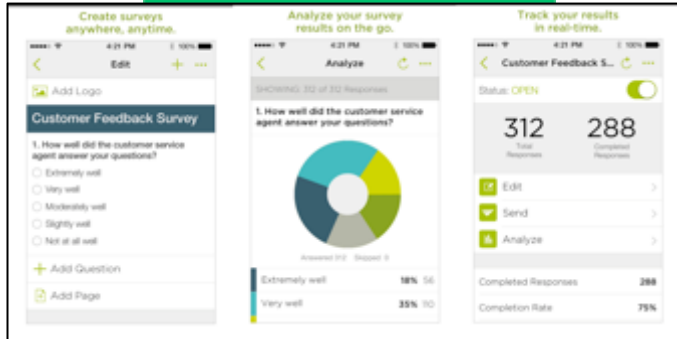 Create surveys
anywhere, anytime.
4:21 PM
100%
Edit
Add Logo
Customer Feedback Survey
1. How well did the customer service
agent answer your questions?
Extremely well
Very well
Moderately well
Slightly well
Not at all well
Add Question
Add Page
Analyze your survey
results on the go.
4:21 PM
100%
Analyze
SHOWING: 312 of 312 Responses
1. How well did the customer service
agent answer your questions?
Answered 312 Skipped 0
Extremely well 18% 56
Very well 35% 110
Track your results
in real-time.
4:21 PM
100%
Customer Feedback S...
Status: OPEN
312 288
Total Completed
Responses Responses
Edit
Send
Analyze
Completed Responses 288
Completion Rate 75%